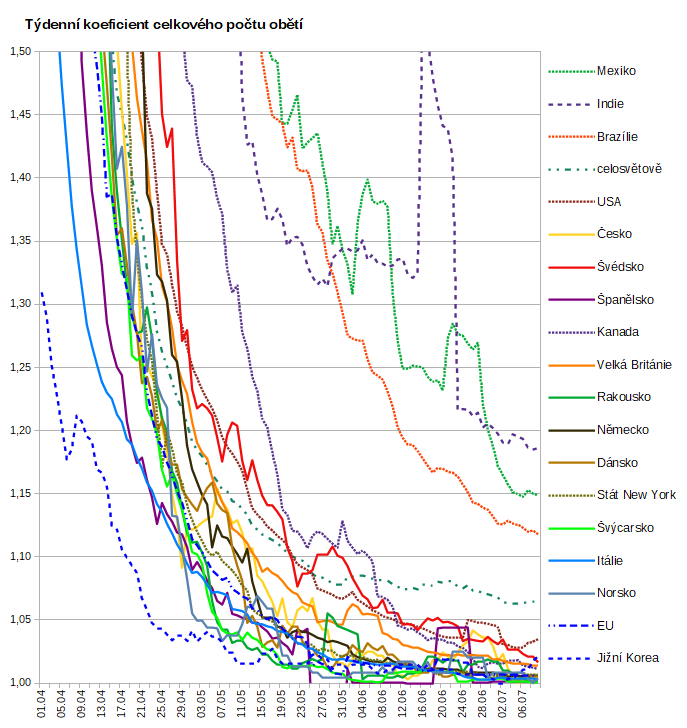 Týdenní koeficient celkového počtu obětí
1,50
1,45
1,40
1,35
1,30
1,25
1,20
1,15
1,10
1,05
1,00
01.04
05.04
09.04
13.04
17.04
21.04
25.04
29.04
03.05
07.05
11.05
15.05
19.05
23.05
27.05
31.05
04.06
08.06
12.06
16.06
20.06
24.06
28.06
02.07
06.07
Mexiko
Indie
Brazílie
celosvětově
USA
Česko
Švédsko
Španělsko
Kanada
Velká Británie
Rakousko
Německo
Dánsko
Stát New York
Švýcarsko
Itálie
Norsko
EU
Jižní Korea